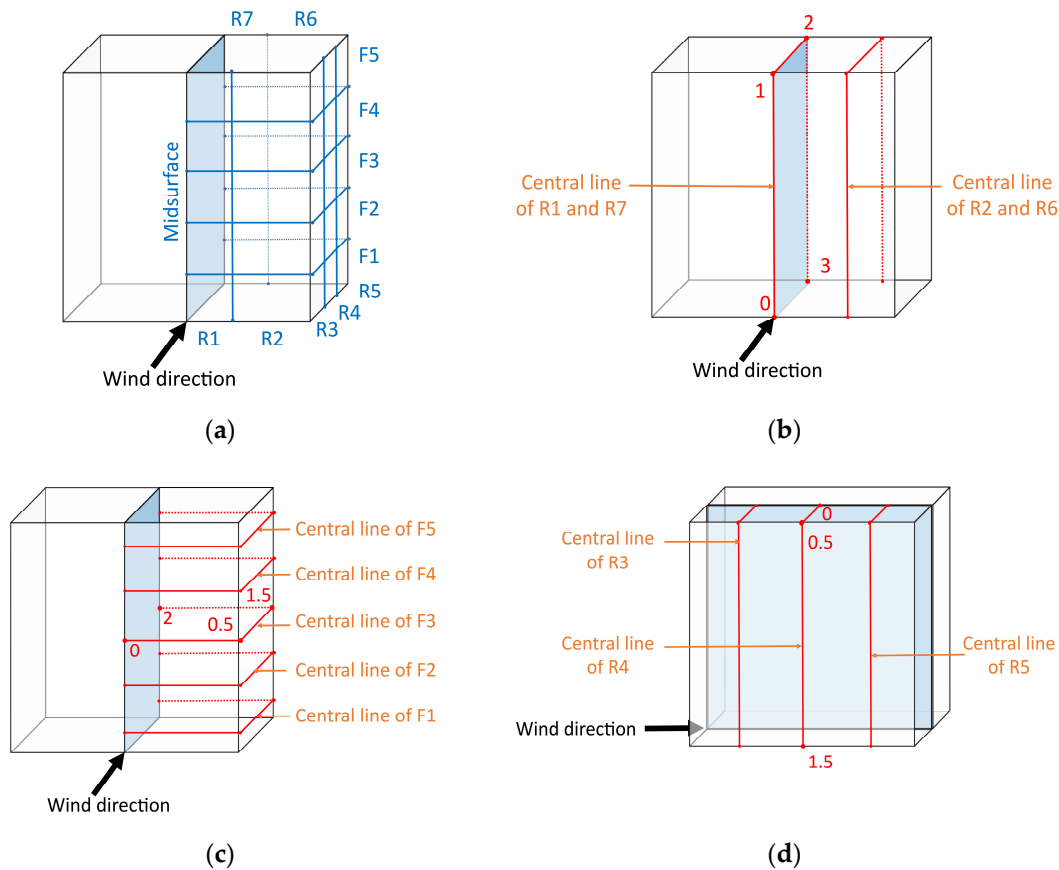 R7 R6
F5
F4
F3
F2
F1
R5
R4
R3
R1 R2
Midsurface
Wind direction
(a)
2
1
Central line
of R1 and R7
Central line
of R2 and R6
3
0
Wind direction
(b)
Central line of F5
Central line of F4
1.5
2
0.5
Central line of F3
0
Central line of F2
Central line of F1
Wind direction
(c)
0
0.5
Central line
of R3
Central line
of R4
Central line
of R5
Wind direction
1.5
(d)